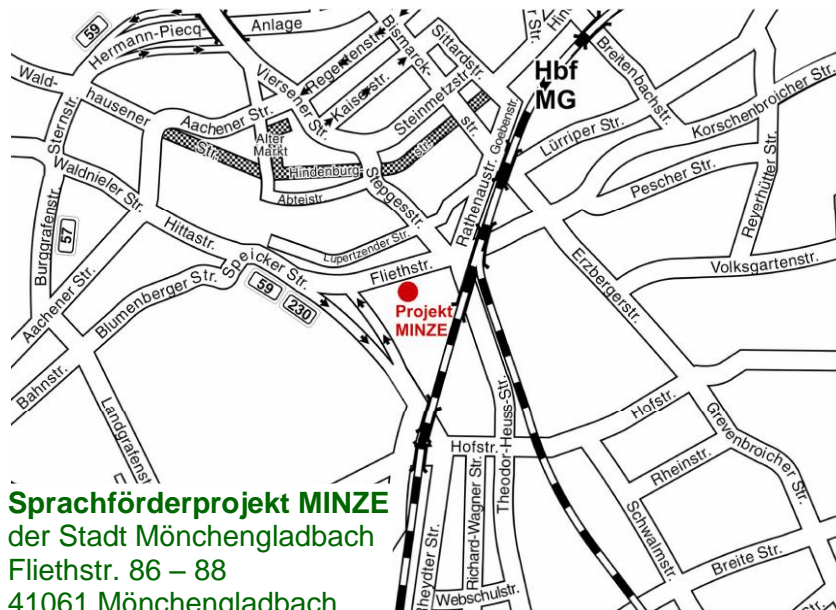 59
Hermann-Piecq-
Anlage
Wald-
hausener
Str.
Sternstr.
Viersener Str.
Regentenstr.
Kaiserstr.
Bismarck-
str.
Sittardstr.
Steinmetzstr.
Goebenstr.
Hbf
MG
Breitenbachstr.
Lürriper Str.
Korschenbroicher Str.
Pescher Str.
Reyerhütter Str.
Volksgartenstr.
Erzbergerstr.
Aachener Str.
Alter
Markt
Hindenburg-
str.
Abteistr.
Stepgesstr.
Rathenaustr.
Waldnieler Str.
Hittastr.
Burggrafenstr.
57
Lüpertzender Str.
Fliethstr.
Speicker Str.
59
230
Blumenberger Str.
Aachener Str.
Bahnstr.
Landgrafenstr.
Projekt
MINZE
Theodor-Heuss-Str.
Hofstr.
Hofstr.
Rheinstr.
Grevenbroicher Str.
Schwalmstr.
Breite Str.
Richard-Wagner Str.
Rheydter Str.
Webschulstr.
Sprachförderprojekt MINZE
der Stadt Mönchengladbach
Fliethstr. 86 – 88
41061 Mönchengladbach